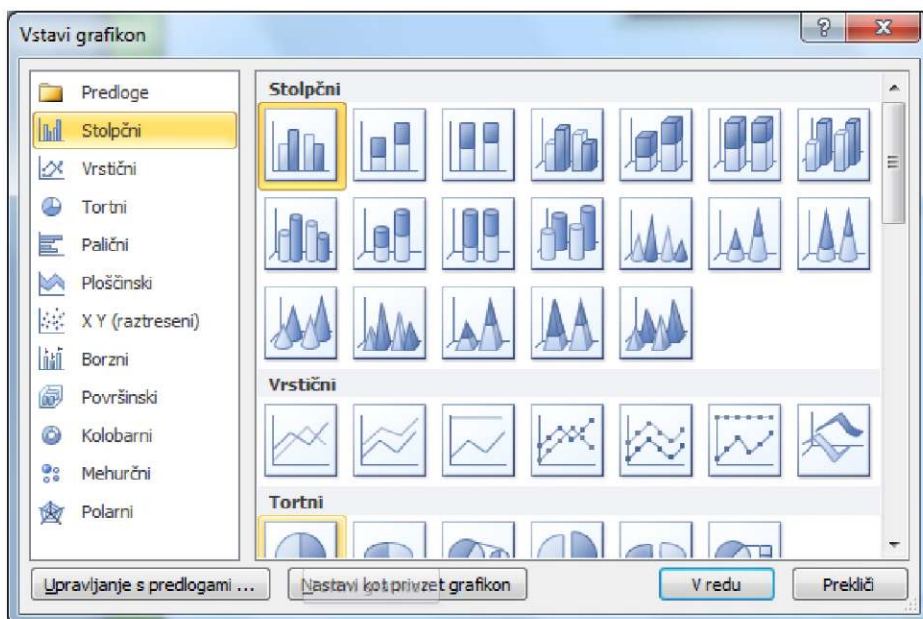 Vstavi grafikon
Predloge
Stolpčni
Vrstični
Tortni
Palični
Ploščinski
X Y (raztreseni)
Borzni
Površinski
Kolobarni
Mehurčni
Polarni
Stolpčni
Vrstični
Tortni
Upravljanje s predlogami ...
Nastavi kot privzet grafikon
V redu
Prekliči